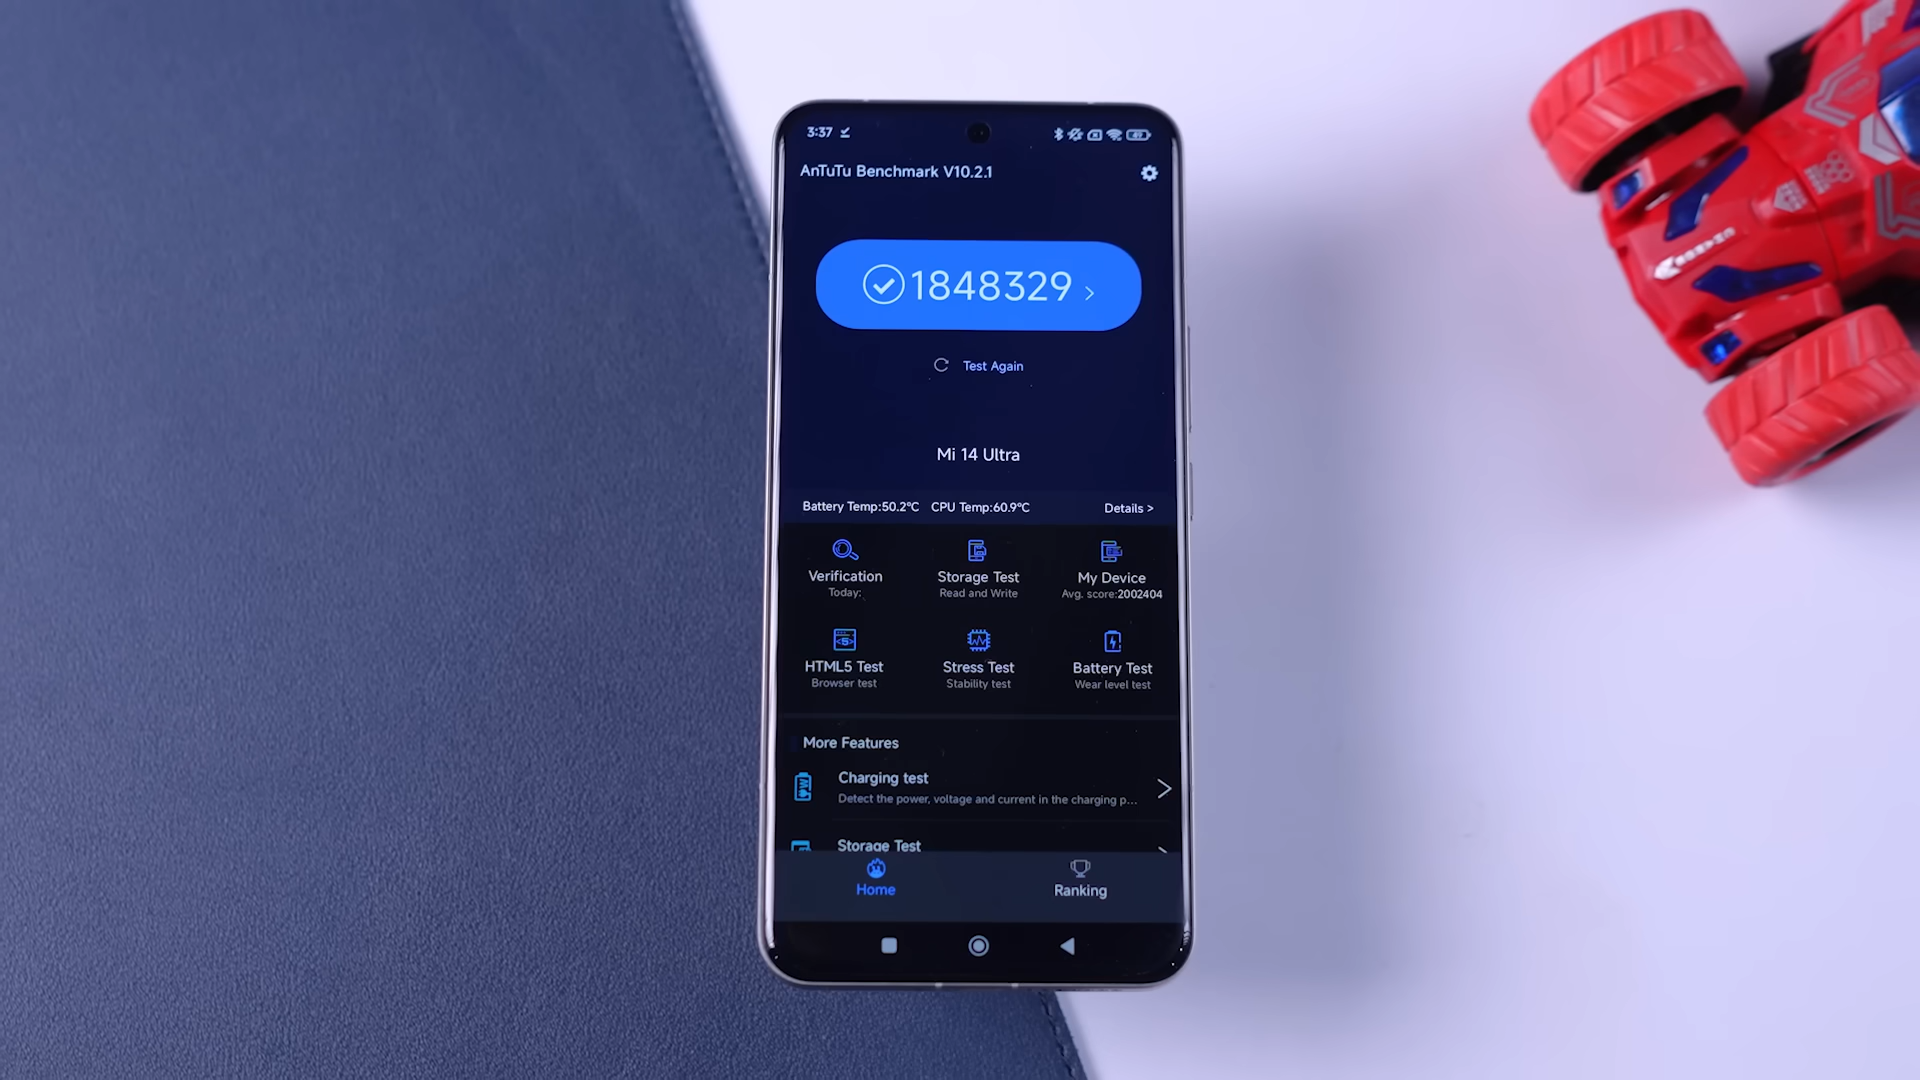 3:37
AnTuTu Benchmark V10.2.1
1848329
Test Again
Mi 14 Ultra
Battery Temp:50.2°C CPU Temp:60.9°C Details >
Verification Storage Test My Device
Today: Read and Write Avg. score:2002404
HTML5 Test Stress Test Battery Test
Browser test Stability test Wear level test
More Features
Charging test
Detect the power, voltage and current in the charging p...
Storage Test
Home Ranking